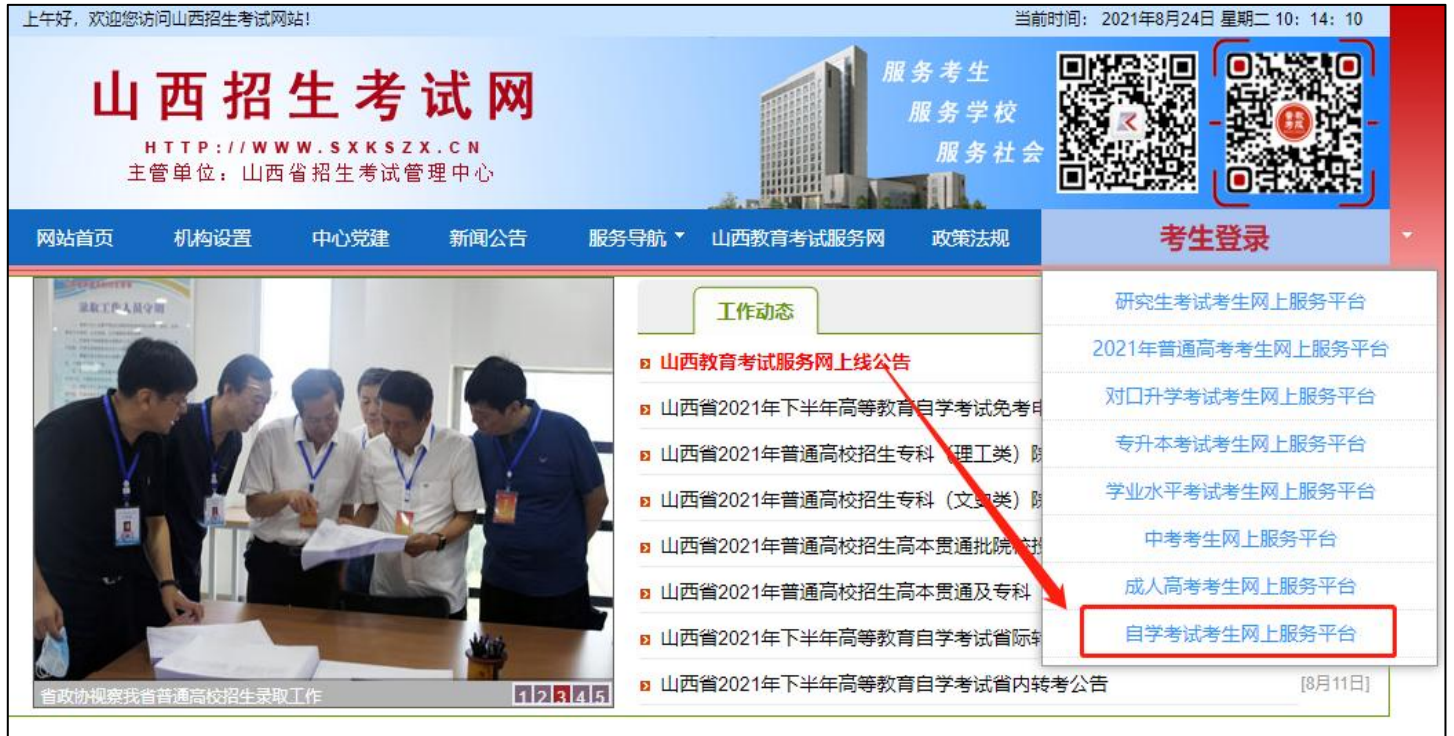 上午好，欢迎您访问山西招生考试网站！
当前时间： 2021年8月24日 星期二 10：14：10
山西招生考试网
HTTP://WWW.SXKSZX.CN
主管单位：山西省招生考试管理中心
服务考生
服务学校
服务社会
网站首页 机构设置 中心党建 新闻公告 服务导航 山西教育考试服务网 政策法规 考生登录
研究生考试考生网上服务平台
2021年普通高考考生网上服务平台
对口升学考试考生网上服务平台
专升本考试考生网上服务平台
学业水平考试考生网上服务平台
中考考生网上服务平台
成人高考考生网上服务平台
自学考试考生网上服务平台
工作动态
山西教育考试服务网上线公告
山西省2021年下半年高等教育自学考试免考申
山西省2021年普通高校招生专科（理工类）院
山西省2021年普通高校招生专科（文史类）院
山西省2021年普通高校招生高本贯通批院校投
山西省2021年普通高校招生高本贯通及专科
山西省2021年下半年高等教育自学考试省际转
山西省2021年下半年高等教育自学考试省内转考公告 [8月11日]
录取工作人员守则
省政协视察我省普通高校招生录取工作 1 2 3 4 5